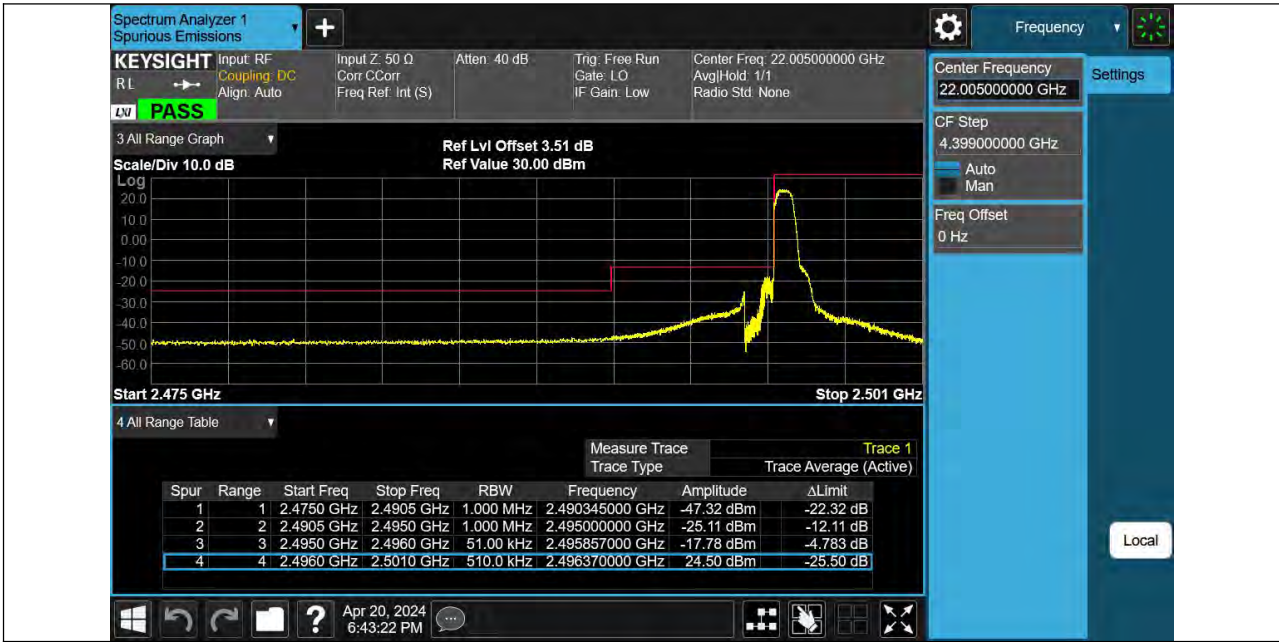 Spectrum Analyzer 1
Spurious Emissions
Frequency
KEYSIGHT
RL
LXI
PASS
Input: RF
Coupling: DC
Align: Auto
Input Z: 50 Ω
Corr CCorr
Freq Ref: Int (S)
Atten: 40 dB
Trig: Free Run
Gate: LO
IF Gain: Low
Center Freq: 22.005000000 GHz
Avg|Hold: 1/1
Radio Std: None
Center Frequency
22.005000000 GHz
Settings
CF Step
4.399000000 GHz
Auto
Man
Freq Offset
0 Hz
3 All Range Graph
Scale/Div 10.0 dB
Ref Lvl Offset 3.51 dB
Ref Value 30.00 dBm
Log
20.0
10.0
0.00
-10.0
-20.0
-30.0
-40.0
-50.0
-60.0
Start 2.475 GHz
Stop 2.501 GHz
4 All Range Table
Measure Trace Trace 1
Trace Type Trace Average (Active)
Spur Range Start Freq Stop Freq RBW Frequency Amplitude ΔLimit
1 1 2.4750 GHz 2.4905 GHz 1.000 MHz 2.490345000 GHz -47.32 dBm -22.32 dB
2 2 2.4905 GHz 2.4950 GHz 1.000 MHz 2.495000000 GHz -25.11 dBm -12.11 dB
3 3 2.4950 GHz 2.4960 GHz 51.00 kHz 2.495857000 GHz -17.78 dBm -4.783 dB
4 4 2.4960 GHz 2.5010 GHz 510.0 kHz 2.496370000 GHz 24.50 dBm -25.50 dB
Local
?
Apr 20, 2024
6:43:22 PM